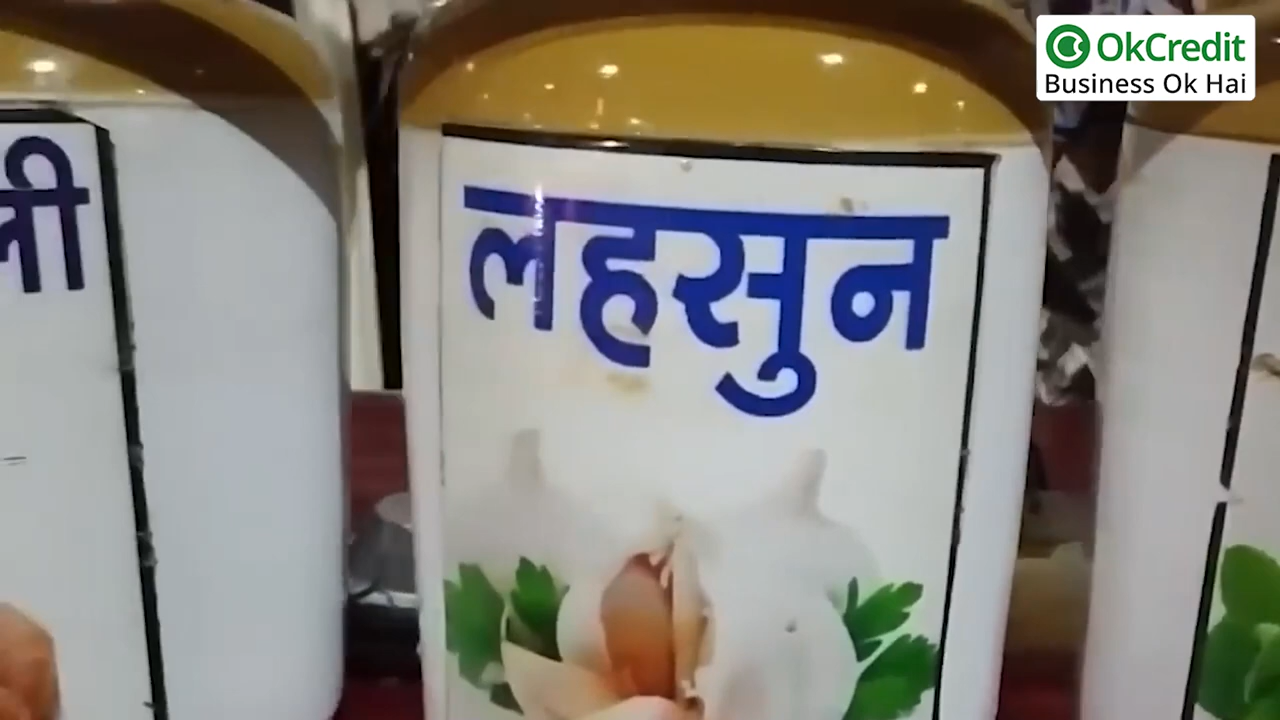 OkCredit
Business Ok Hai
लहसुन